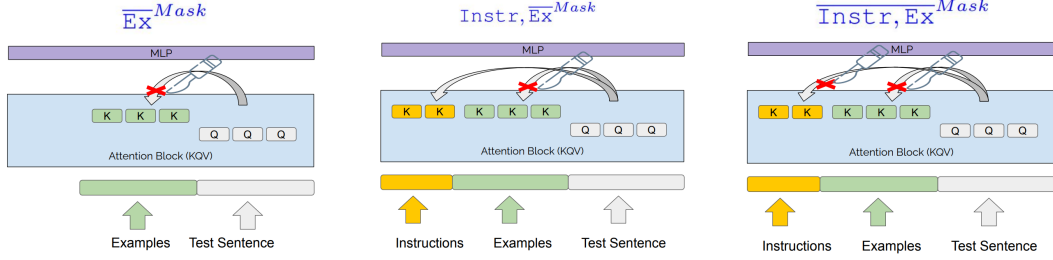 Ex^Mask
MLP
K K K
Q Q Q
Attention Block (KQV)
Examples Test Sentence
Instr, Ex^Mask
MLP
K K K K K
Q Q Q
Attention Block (KQV)
Instructions Examples Test Sentence
Instr, Ex^Mask
MLP
K K K K K
Q Q Q
Attention Block (KQV)
Instructions Examples Test Sentence